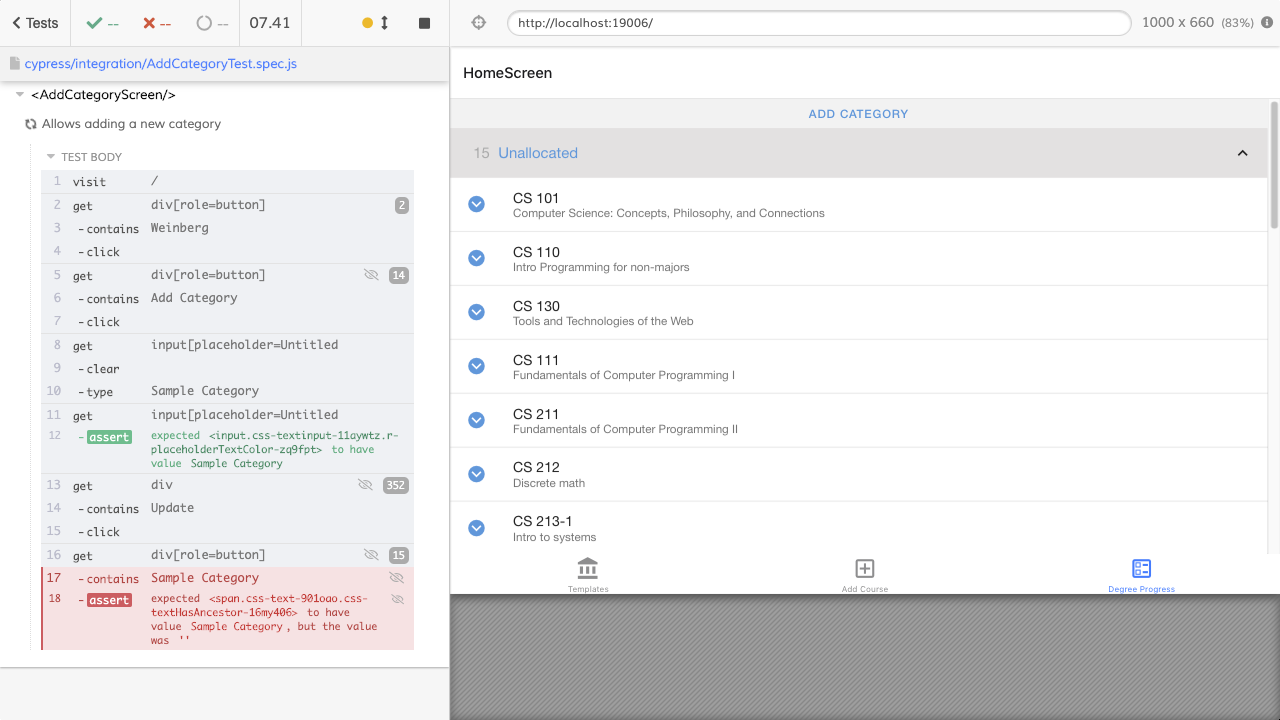 Tests
--
--
--
07.41
http://localhost:19006/
1000 x 660 (83%)
cypress/integration/AddCategoryTest.spec.js
<AddCategoryScreen/>
Allows adding a new category
TEST BODY
1 visit /
2 get div[role=button] 2
3 -contains Weinberg
4 -click
5 get div[role=button] 14
6 -contains Add Category
7 -click
8 get input[placeholder=Untitled
9 -clear
10 -type Sample Category
11 get input[placeholder=Untitled
12 -assert expected <input.css-textinput-11aywtz.r-
placeholderTextColor-zq9fpt> to have
value Sample Category
13 get div 352
14 -contains Update
15 -click
16 get div[role=button] 15
17 -contains Sample Category
18 -assert expected <span.css-text-901oao.css-
textHasAncestor-16my406> to have
value Sample Category, but the value
was ''
HomeScreen
ADD CATEGORY
15 Unallocated
CS 101
Computer Science: Concepts, Philosophy, and Connections
CS 110
Intro Programming for non-majors
CS 130
Tools and Technologies of the Web
CS 111
Fundamentals of Computer Programming I
CS 211
Fundamentals of Computer Programming II
CS 212
Discrete math
CS 213-1
Intro to systems
Templates
Add Course
Degree Progress